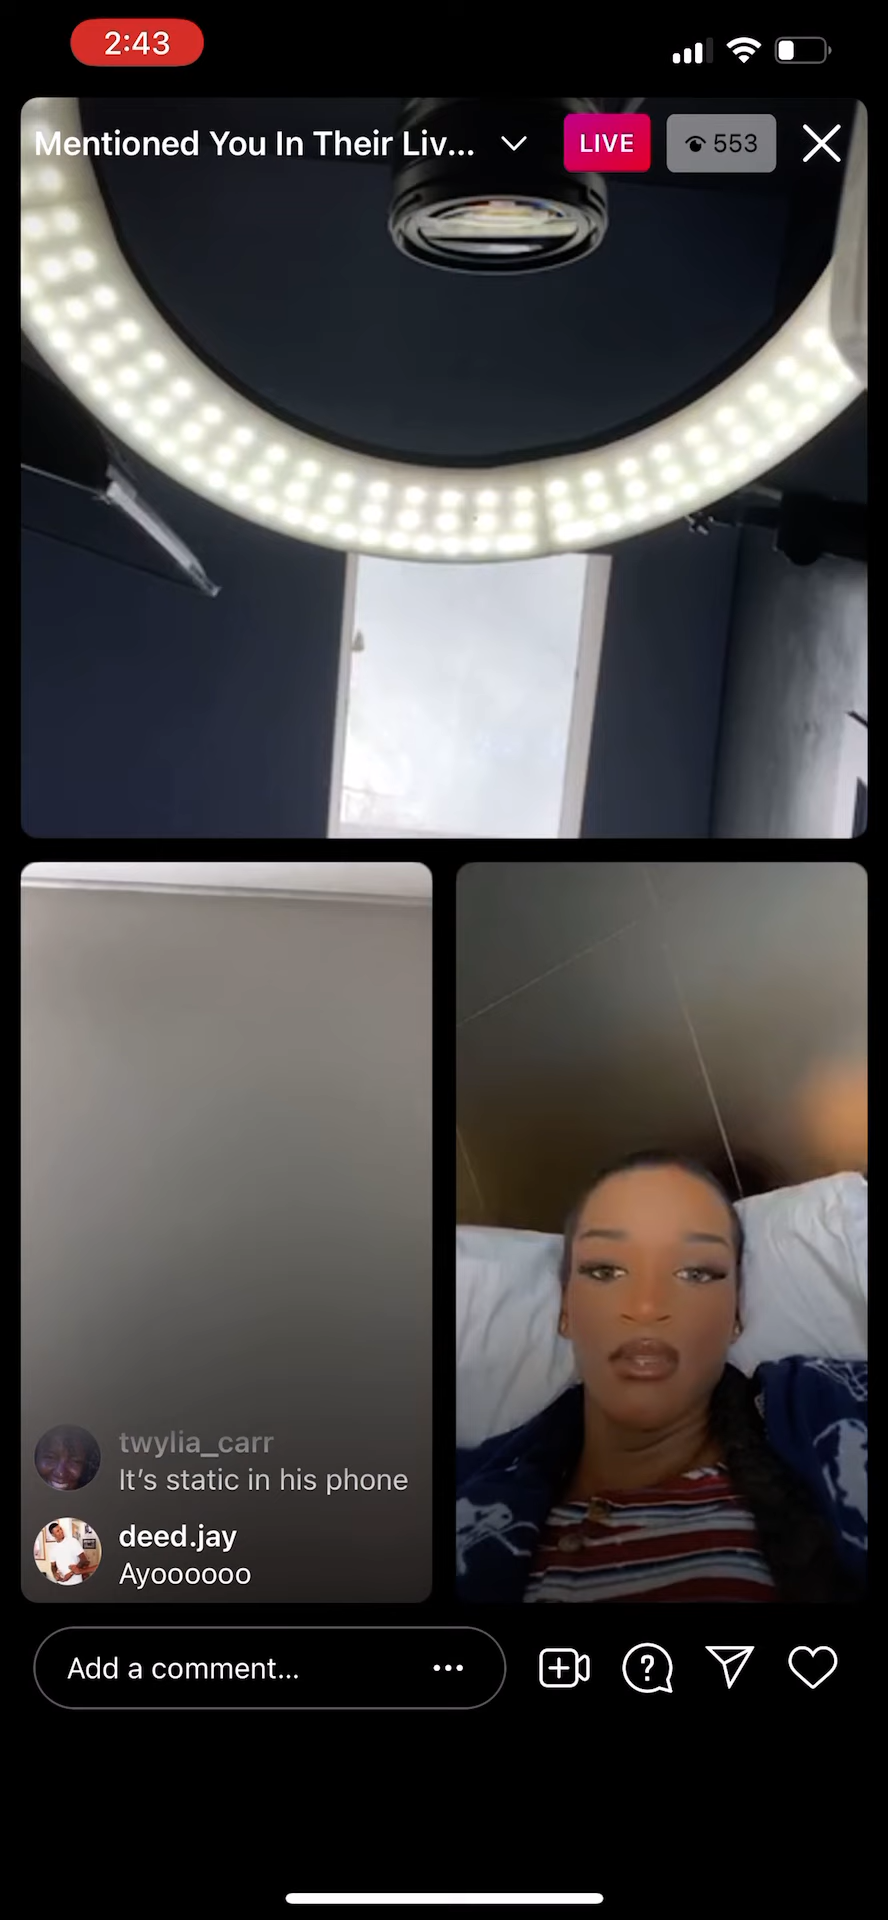 2:43
Mentioned You In Their Liv...
LIVE
553
twylia_carr
It’s static in his phone
deed.jay
Ayoooooo
Add a comment...